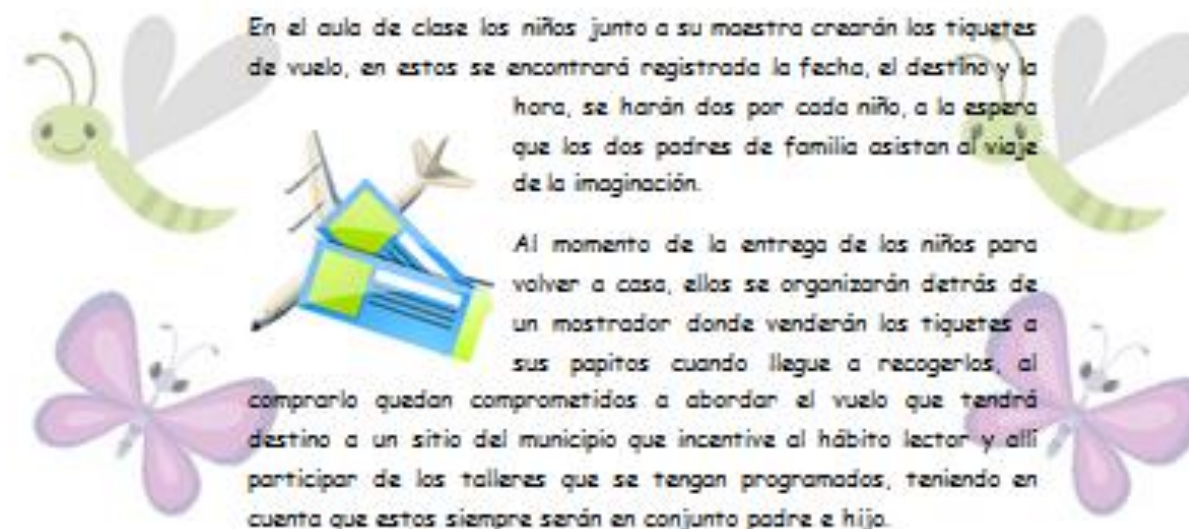 En el aula de clase los niños junto a su maestra crearán los tiquetes
de vuelo, en estos se encontrará registrada la fecha, el destino y la
hora, se harán dos por cada niño, a la espera
que los dos padres de familia asistan al viaje
de la imaginación.
Al momento de la entrega de los niños para
volver a casa, ellos se organizarán detrás de
un mostrador donde venderán los tiquetes a
sus papitos cuando llegue a recogerlos, al
comprarlo quedan comprometidos a abordar el vuelo que tendrá
destino a un sitio del municipio que incentive al hábito lector y allí
participar de los talleres que se tengan programados, teniendo en
cuenta que estos siempre serán en conjunto padre e hijo.